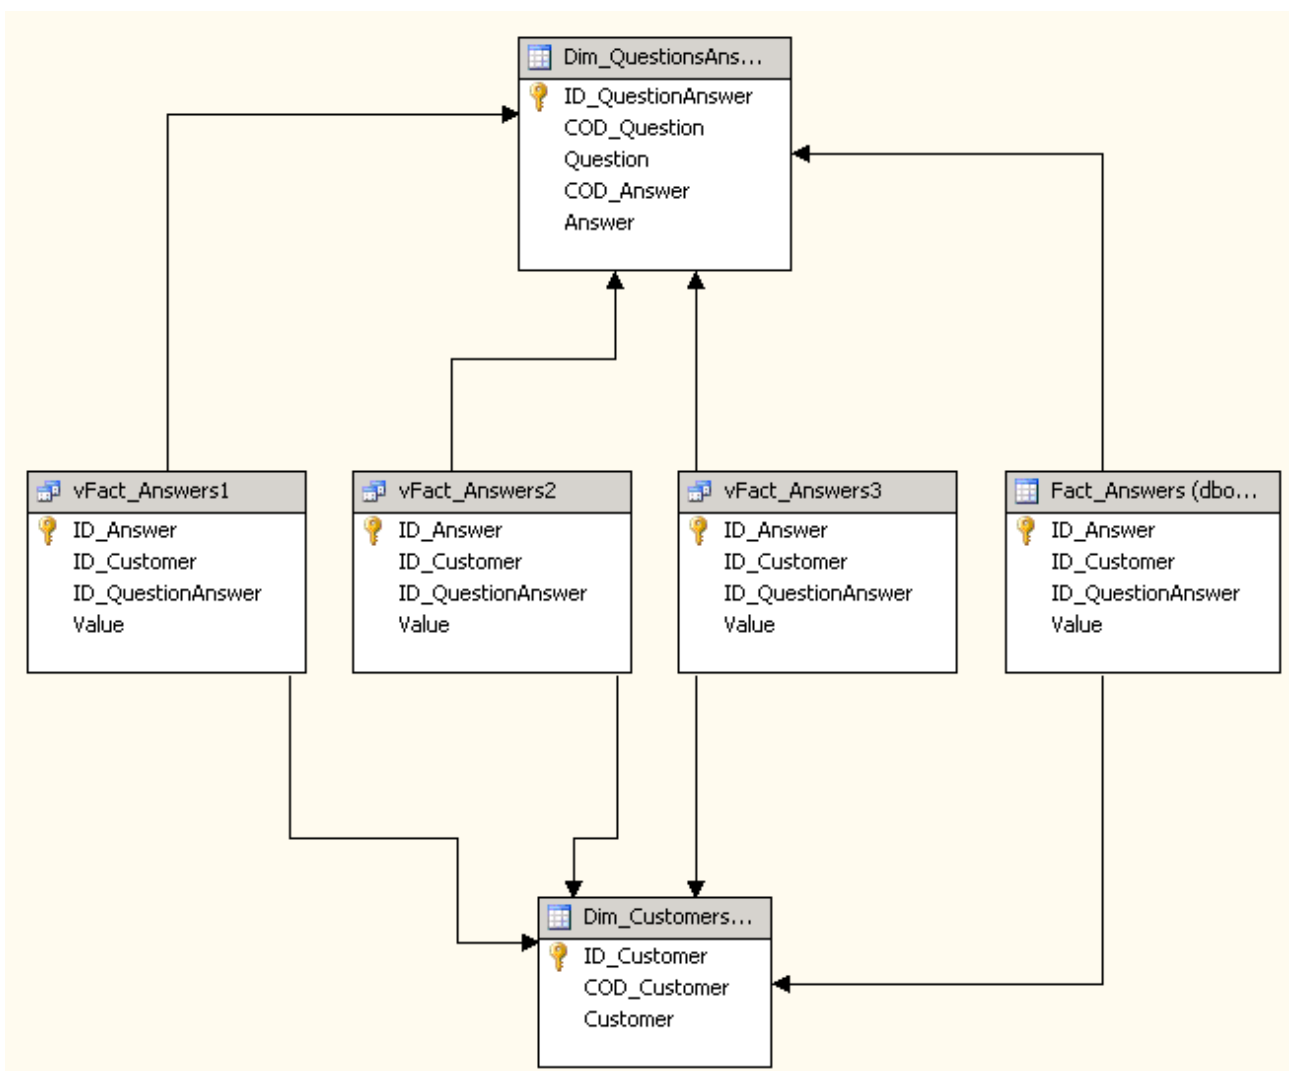 Dim_QuestionsAns...
ID_QuestionAnswer
COD_Question
Question
COD_Answer
Answer
vFact_Answers1
ID_Answer
ID_Customer
ID_QuestionAnswer
Value
vFact_Answers2
ID_Answer
ID_Customer
ID_QuestionAnswer
Value
vFact_Answers3
ID_Answer
ID_Customer
ID_QuestionAnswer
Value
Fact_Answers (dbo...
ID_Answer
ID_Customer
ID_QuestionAnswer
Value
Dim_Customers...
ID_Customer
COD_Customer
Customer